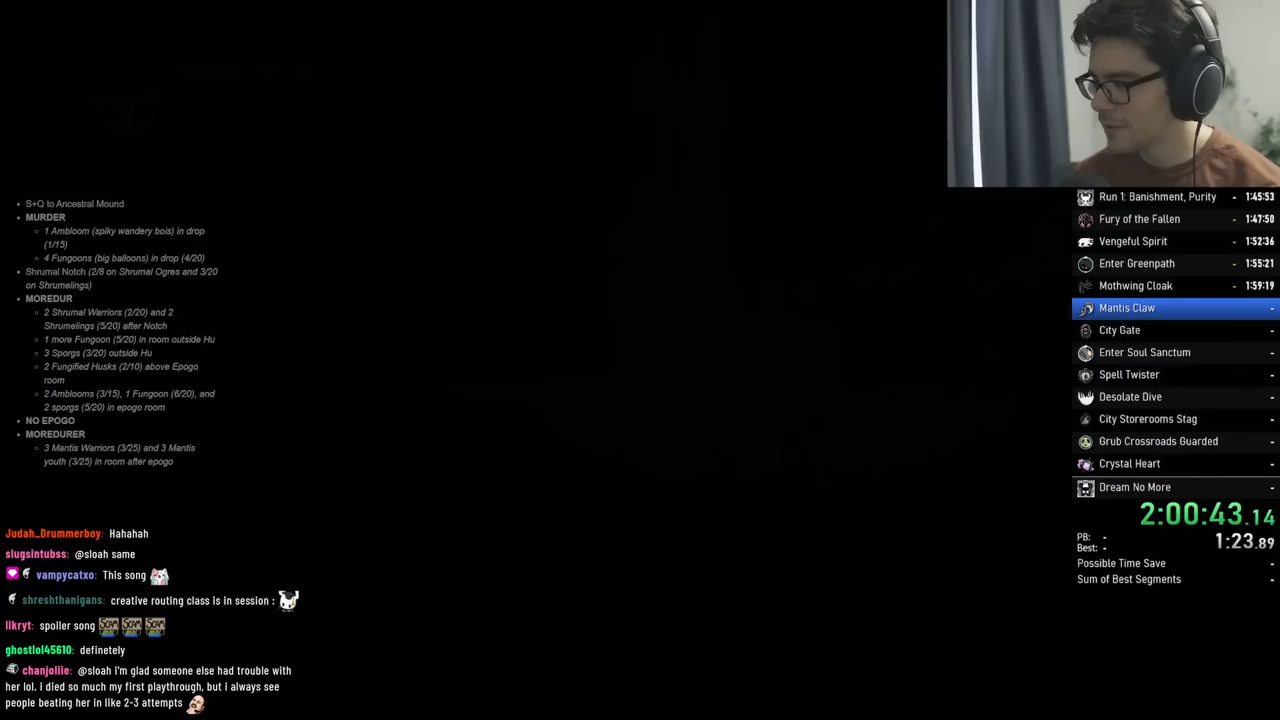 S+Q to Ancestral Mound
MURDER
1 Ambloom (spiky wandery bois) in drop
(1/15)
4 Fungoons (big balloons) in drop (4/20)
Shrumal Notch (2/8 on Shrumal Ogres and 3/20
on Shrumelings)
MOREDUR
2 Shrumal Warriors (2/20) and 2
Shrumelings (5/20) after Notch
1 more Fungoon (5/20) in room outside Hu
3 Sporgs (3/20) outside Hu
2 Fungified Husks (2/10) above Epogo
room
2 Amblooms (3/15), 1 Fungoon (6/20), and
2 sporgs (5/20) in epogo room
NO EPOGO
MOREDURER
3 Mantis Warriors (3/25) and 3 Mantis
youth (3/25) in room after epogo
Judah_Drummerboy: Hahahah
slugsintubss: @sloah same
vampycatxo: This song
shreshthanigans: creative routing class is in session :
likryt: spoiler song
ghostlol45610: definetely
chanjollie: @sloah i'm glad someone else had trouble with
her lol. i died so much my first playthrough, but i always see
people beating her in like 2-3 attempts
Run 1: Banishment, Purity - 1:45:53
Fury of the Fallen - 1:47:50
Vengeful Spirit - 1:52:36
Enter Greenpath - 1:55:21
Mothwing Cloak - 1:59:19
Mantis Claw -
City Gate -
Enter Soul Sanctum -
Spell Twister -
Desolate Dive -
City Storerooms Stag -
Grub Crossroads Guarded -
Crystal Heart -
Dream No More -
2:00:43.14
PB: - 1:23.89
Best: -
Possible Time Save -
Sum of Best Segments -